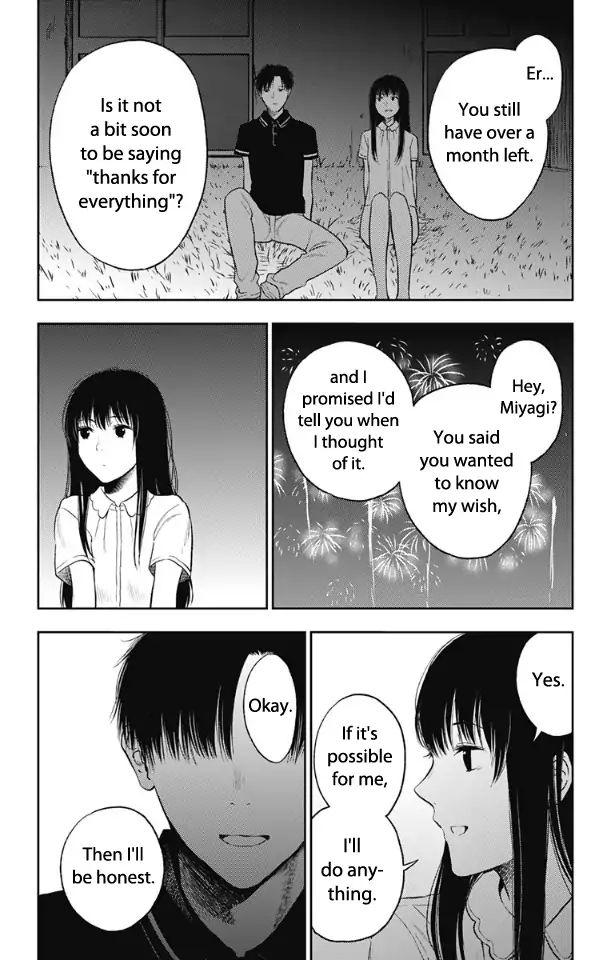 Er...
You still
have over a
month left.
Is it not
a bit soon
to be saying
"thanks for
everything"?
Hey,
Miyagi?
You said
you wanted
to know
my wish,
and I
promised I'd
tell you when
I thought
of it.
Yes.
If it's
possible
for me,
I'll
do any-
thing.
Okay.
Then I'll
be honest.